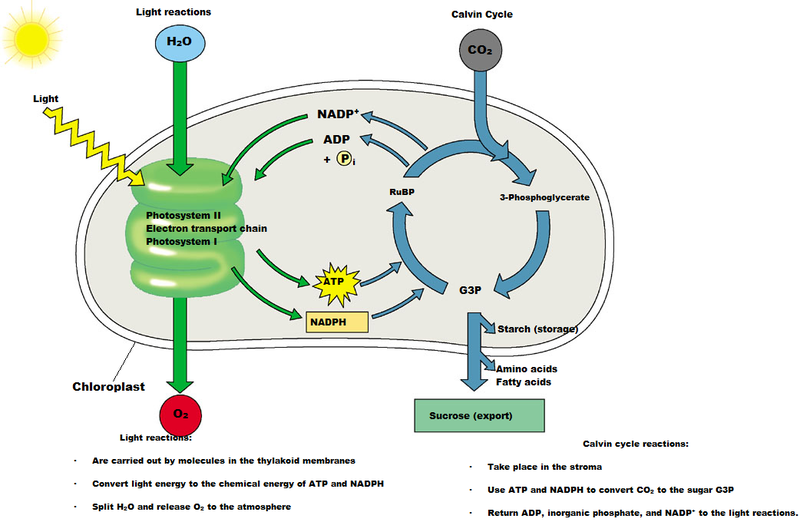 Light reactions
Calvin Cycle
H₂O
CO₂
Light
NADP⁺
ADP
+ Pi
RuBP
3-Phosphoglycerate
Photosystem II
Electron transport chain
Photosystem I
ATP
G3P
NADPH
Starch (storage)
Chloroplast
Amino acids
Fatty acids
O₂
Sucrose (export)
Light reactions:
· Are carried out by molecules in the thylakoid membranes
· Convert light energy to the chemical energy of ATP and NADPH
· Split H₂O and release O₂ to the atmosphere
Calvin cycle reactions:
· Take place in the stroma
· Use ATP and NADPH to convert CO₂ to the sugar G3P
· Return ADP, inorganic phosphate, and NADP⁺ to the light reactions.